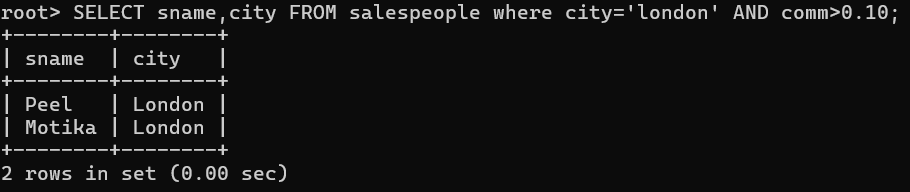 root> SELECT sname,city FROM salespeople where city='london' AND comm>0.10;
+--------+--------+
| sname  | city   |
+--------+--------+
| Peel   | London |
| Motika | London |
+--------+--------+
2 rows in set (0.00 sec)